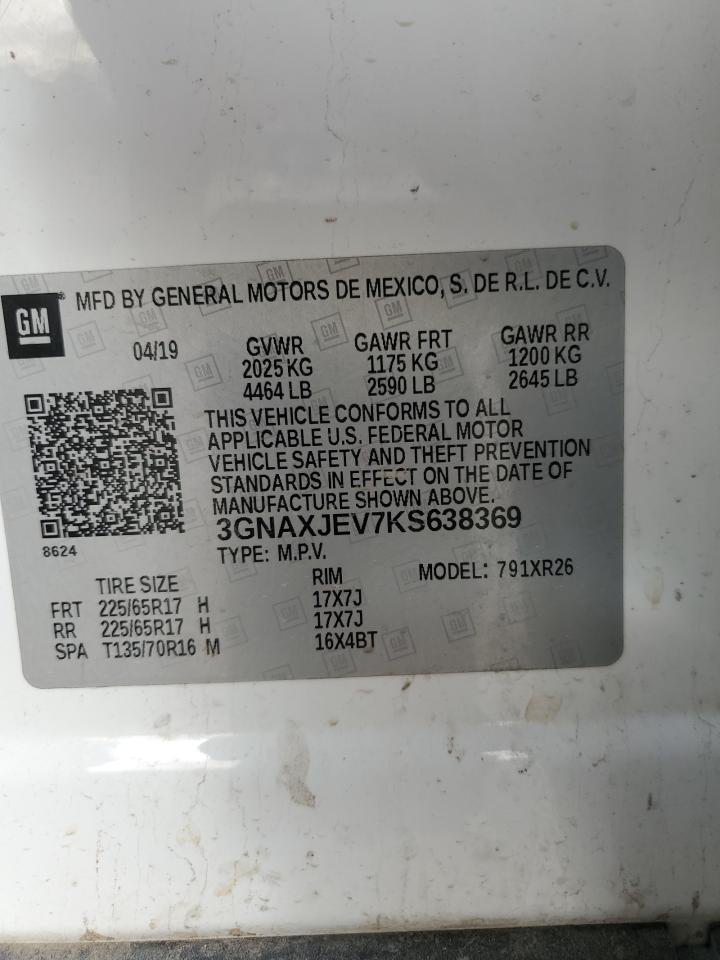 GM ® MFD BY GENERAL MOTORS DE MEXICO, S. DE R.L. DE C.V.
04/19
GVWR GAWR FRT GAWR RR
2025 KG 1175 KG 1200 KG
4464 LB 2590 LB 2645 LB
THIS VEHICLE CONFORMS TO ALL
APPLICABLE U.S. FEDERAL MOTOR
VEHICLE SAFETY AND THEFT PREVENTION
STANDARDS IN EFFECT ON THE DATE OF
MANUFACTURE SHOWN ABOVE.
8624
3GNAXJEV7KS638369
TYPE: M.P.V.
MODEL: 791XR26
TIRE SIZE RIM
FRT 225/65R17 H 17X7J
RR 225/65R17 H 17X7J
SPA T135/70R16 M 16X4BT